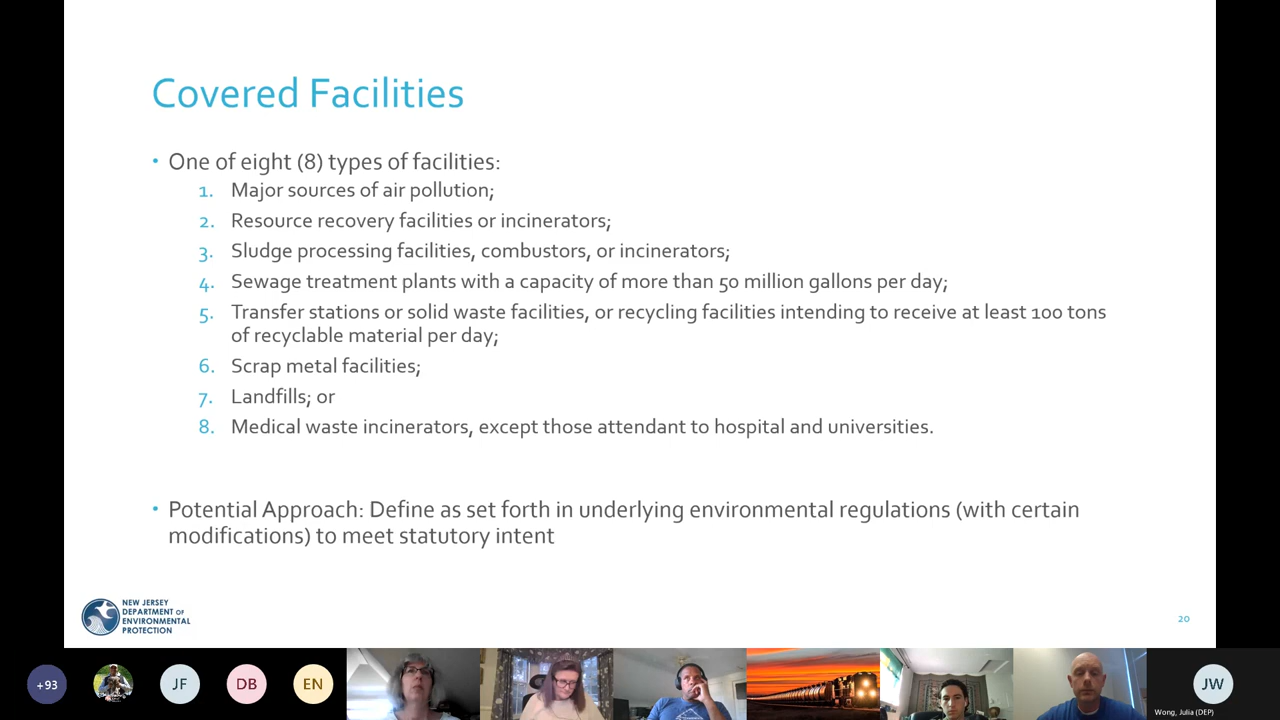 Covered Facilities
• One of eight (8) types of facilities:
1. Major sources of air pollution;
2. Resource recovery facilities or incinerators;
3. Sludge processing facilities, combustors, or incinerators;
4. Sewage treatment plants with a capacity of more than 50 million gallons per day;
5. Transfer stations or solid waste facilities, or recycling facilities intending to receive at least 100 tons
of recyclable material per day;
6. Scrap metal facilities;
7. Landfills; or
8. Medical waste incinerators, except those attendant to hospital and universities.
• Potential Approach: Define as set forth in underlying environmental regulations (with certain
modifications) to meet statutory intent
NEW JERSEY
DEPARTMENT OF
ENVIRONMENTAL
PROTECTION
20
+93
JF
DB
EN
JW
Wong, Julia (DEP)